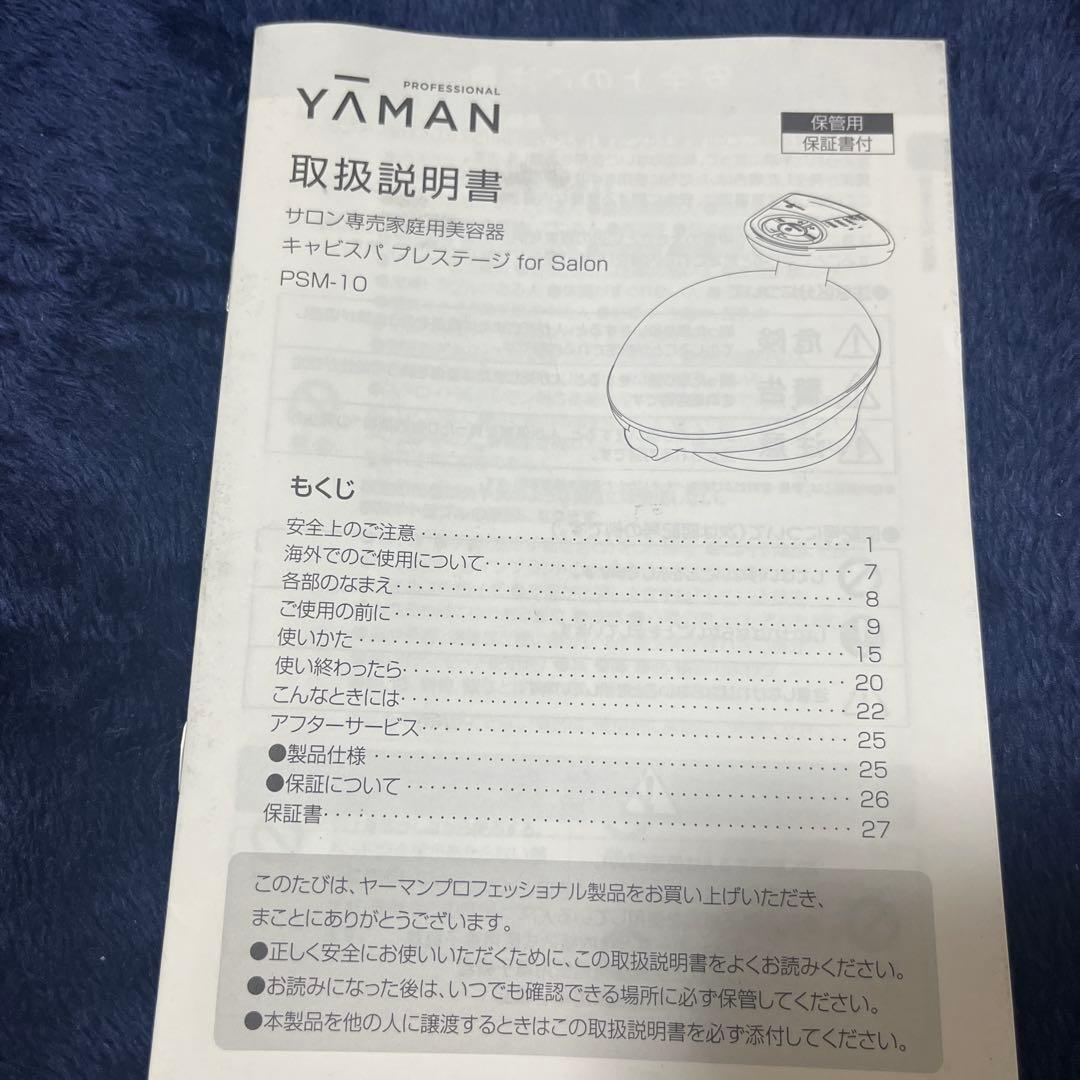 PROFESSIONAL
YĀMAN
保管用
保証書付
取扱説明書
サロン専売家庭用美容器
キャビスパ プレステージ for Salon
PSM-10
もくじ
安全上のご注意 1
海外でのご使用について 7
各部のなまえ 8
ご使用の前に 9
使いかた 15
使い終わったら 20
こんなときには 22
アフターサービス 25
●製品仕様 25
●保証について 26
保証書 27
このたびは、ヤーマンプロフェッショナル製品をお買い上げいただき、
まことにありがとうございます。
●正しく安全にお使いいただくために、この取扱説明書をよくお読みください。
●お読みになった後は、いつでも確認できる場所に必ず保管してください。
●本製品を他の人に譲渡するときはこの取扱説明書を必ず添付してください。